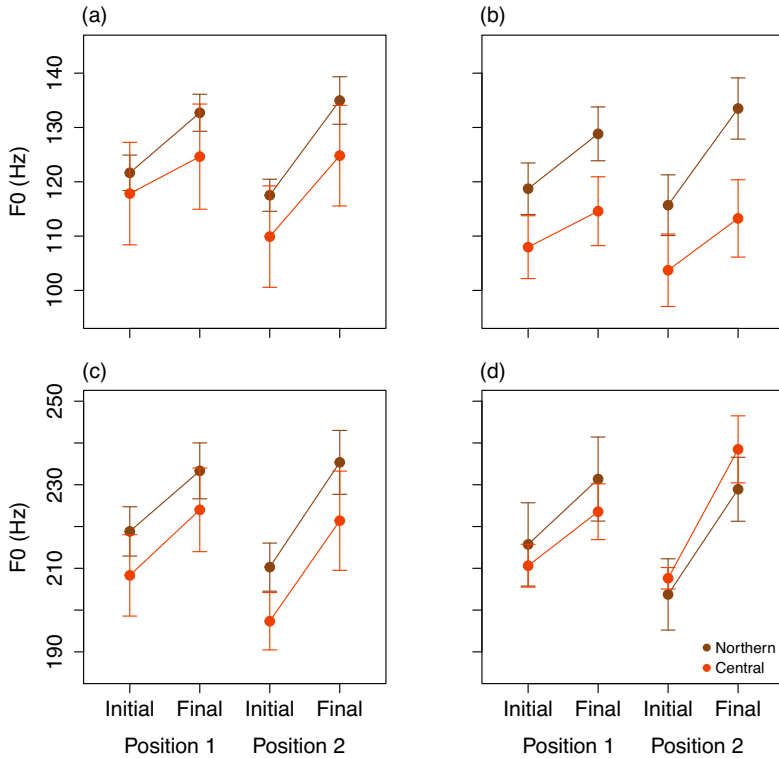 (a)
(b)
F0 (Hz)
140
130
120
110
100
(c)
(d)
F0 (Hz)
250
230
210
190
Northern
Central
Initial Final Initial Final
Initial Final Initial Final
Position 1 Position 2
Position 1 Position 2